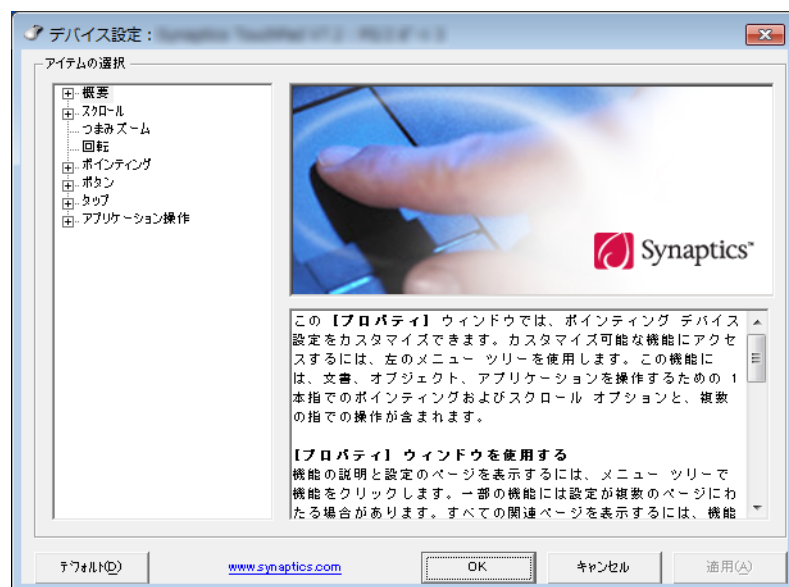 デバイス設定 :
アイテムの選択
概要
スクロール
つまみズーム
回転
ポインティング
ボタン
タップ
アプリケーション操作
Synaptics™
この【プロパティ】ウィンドウでは、ポインティング デバイス
設定をカスタマイズできます。カスタマイズ可能な機能にアクセ
スするには、左のメニュー ツリーを使用します。この機能に
は、文書、オブジェクト、アプリケーションを操作するための 1
本指でのポインティングおよびスクロール オプションと、複数
の指での操作が含まれます。
【プロパティ】ウィンドウを使用する
機能の説明と設定のページを表示するには、メニュー ツリーで
機能をクリックします。一部の機能には設定が複数のページにわ
たる場合があります。すべての関連ページを表示するには、機能
デフォルト(D)
www.synaptics.com
OK
キャンセル
適用(A)